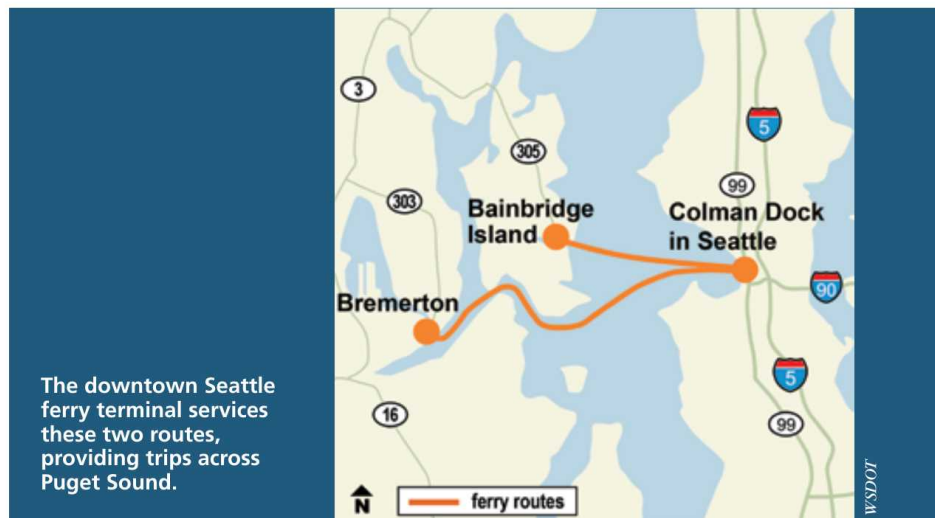 3
5
305
99
303
Bainbridge
Island
Colman Dock
in Seattle
90
Bremerton
The downtown Seattle
ferry terminal services
these two routes,
providing trips across
Puget Sound.
5
16
99
N
ferry routes
WSDOT